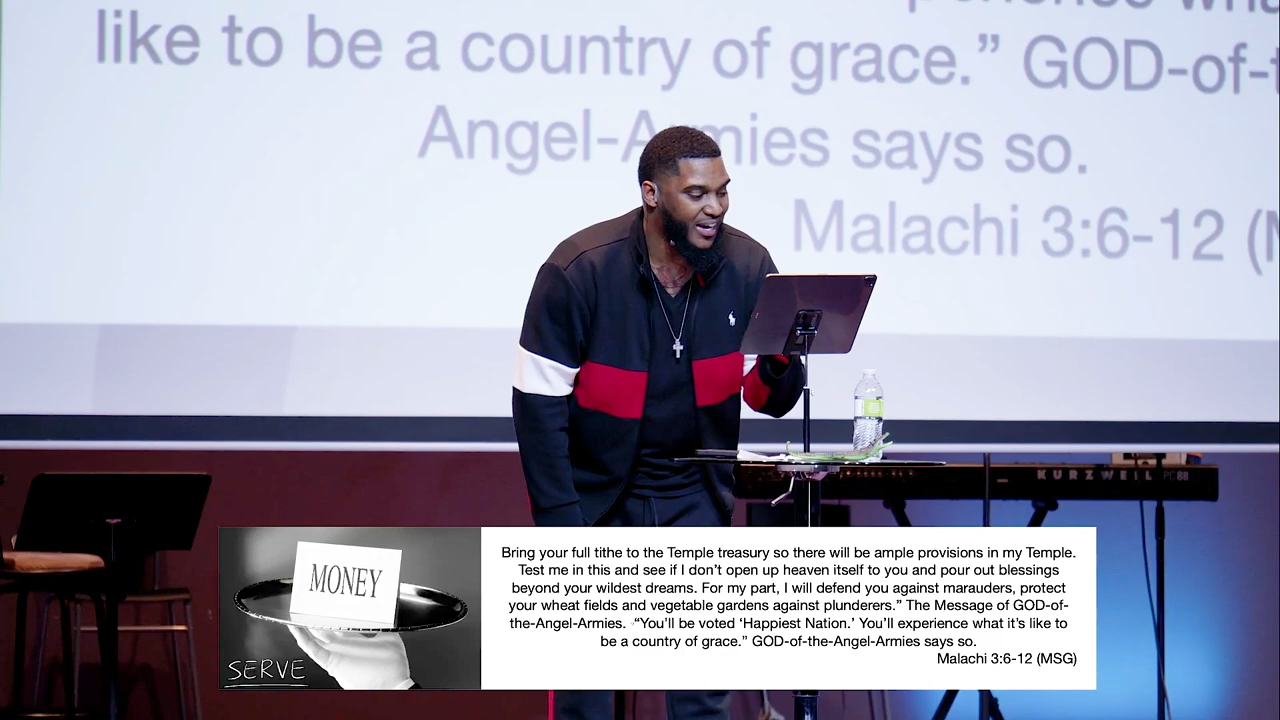 like to be a country of grace.” GOD-of-
Angel-Armies says so.
Malachi 3:6-12
KURZWEIL PC88
MONEY
SERVE
Bring your full tithe to the Temple treasury so there will be ample provisions in my Temple.
Test me in this and see if I don’t open up heaven itself to you and pour out blessings
beyond your wildest dreams. For my part, I will defend you against marauders, protect
your wheat fields and vegetable gardens against plunderers.” The Message of GOD-of-
the-Angel-Armies. “You’ll be voted ‘Happiest Nation.’ You’ll experience what it’s like to
be a country of grace.” GOD-of-the-Angel-Armies says so.
Malachi 3:6-12 (MSG)